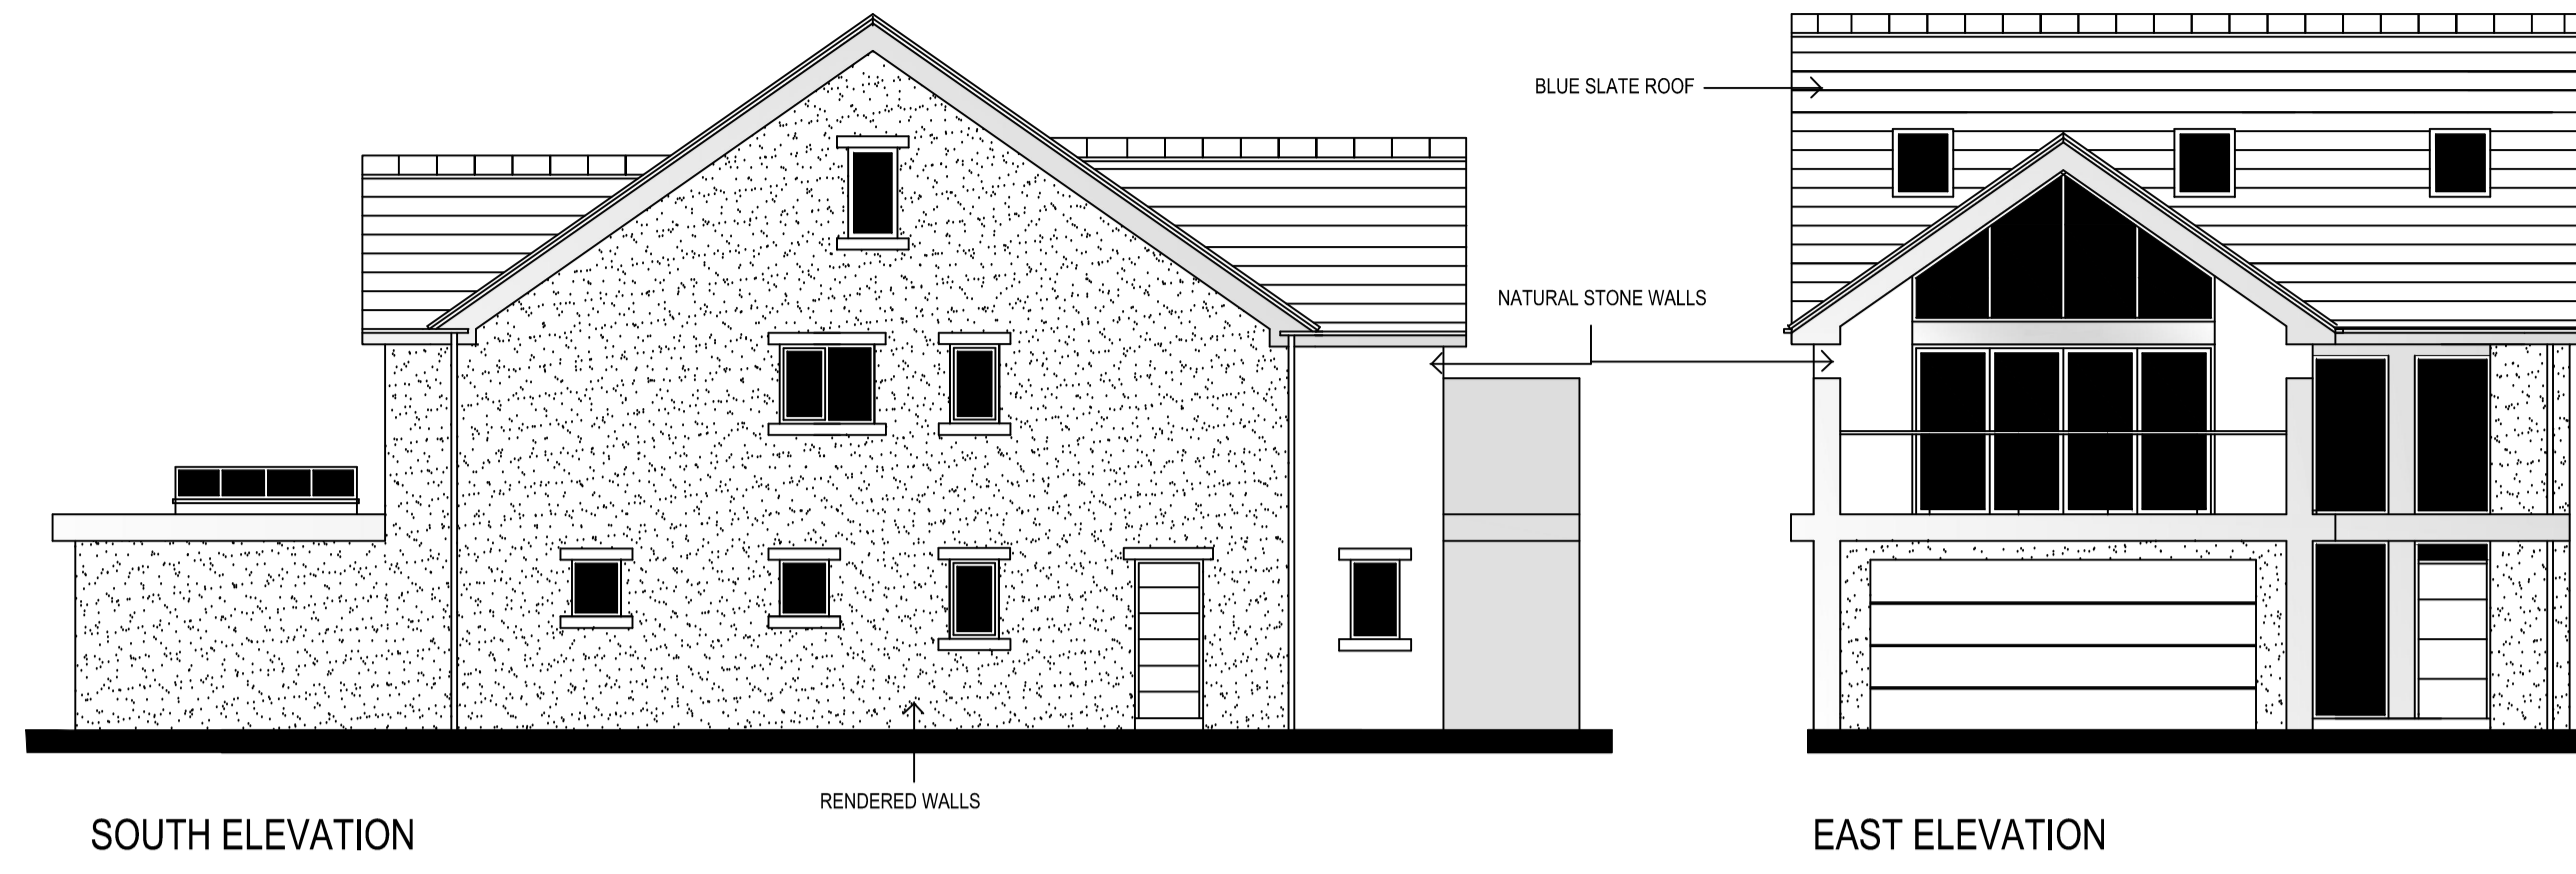 BLUE SLATE ROOF
NATURAL STONE WALLS
RENDERED WALLS
SOUTH ELEVATION
EAST ELEVATION